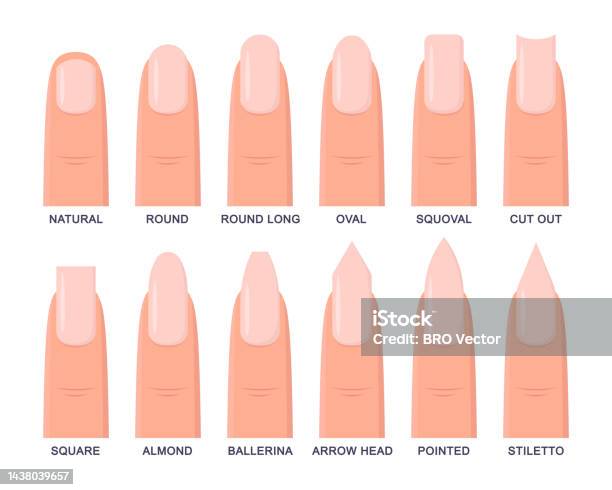 NATURAL ROUND ROUND LONG OVAL SQUOVAL CUT OUT
iStock
Credit: BRO Vector
SQUARE ALMOND BALLERINA ARROW HEAD POINTED STILETTO
1438039657